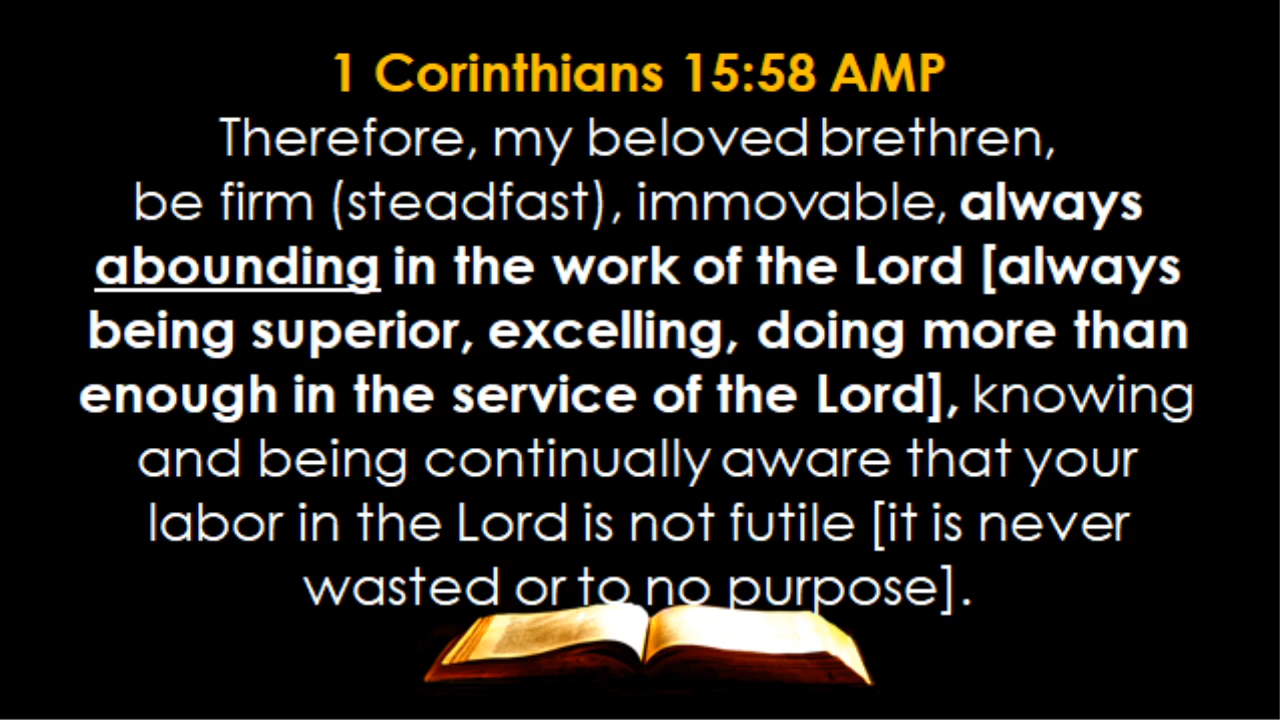 1 Corinthians 15:58 AMP
Therefore, my beloved brethren,
be firm (steadfast), immovable, always
abounding in the work of the Lord [always
being superior, excelling, doing more than
enough in the service of the Lord], knowing
and being continually aware that your
labor in the Lord is not futile [it is never
wasted or to no purpose].